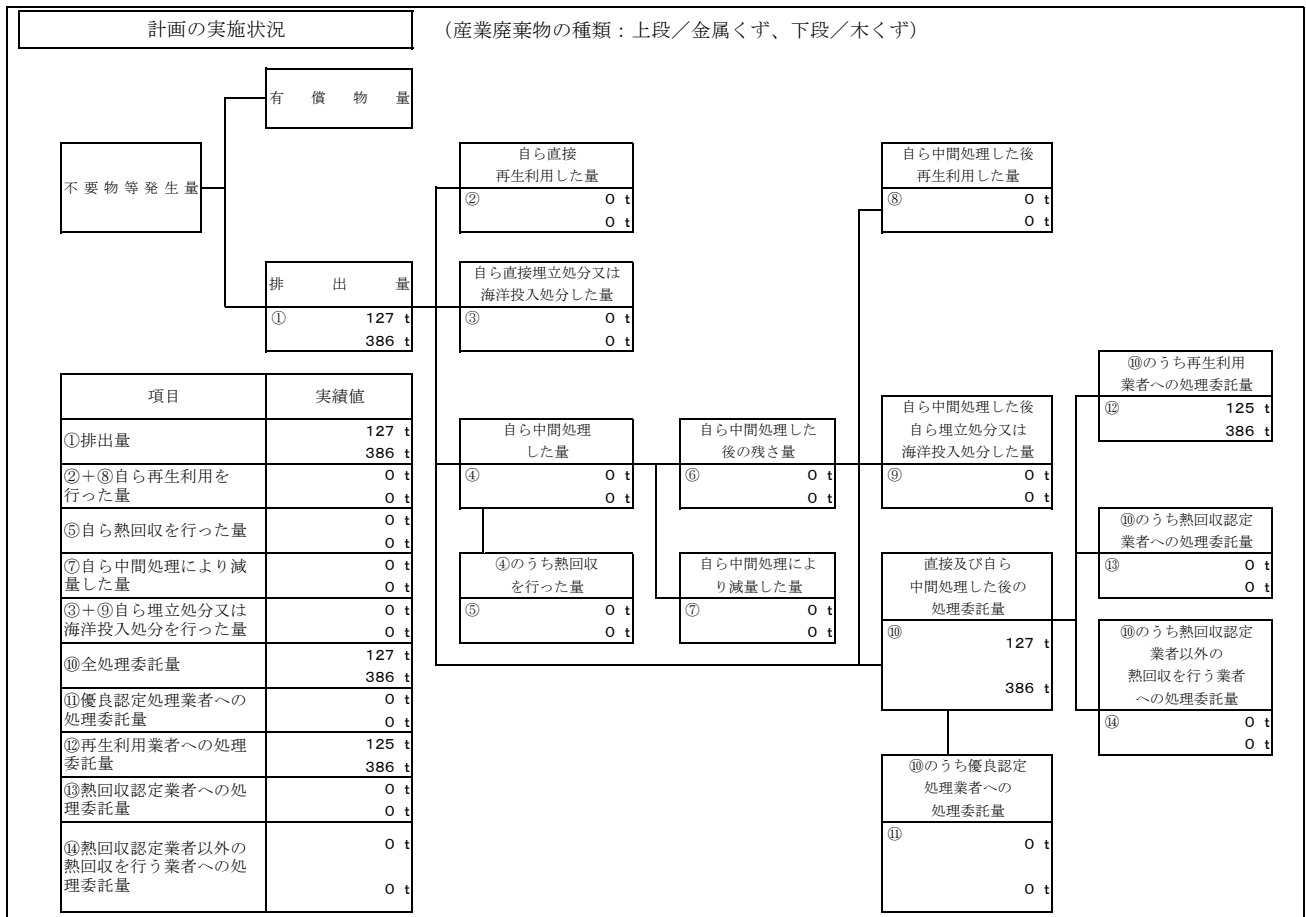 計画の実施状況
（産業廃棄物の種類：上段／金属くず、下段／木くず）
有償物量
不要物等発生量
排出量
① 127 t
386 t
自ら直接
再生利用した量
② 0 t
0 t
自ら直接埋立処分又は
海洋投入処分した量
③ 0 t
0 t
自ら中間処理した後
再生利用した量
⑧ 0 t
0 t
自ら中間処理
した量
④ 0 t
0 t
自ら中間処理した
後の残さ量
⑥ 0 t
0 t
自ら中間処理した後
自ら埋立処分又は
海洋投入処分した量
⑨ 0 t
0 t
④のうち熱回収
を行った量
⑤ 0 t
0 t
自ら中間処理によ
り減量した量
⑦ 0 t
0 t
直接及び自ら
中間処理した後の
処理委託量
⑩
127 t
386 t
⑩のうち優良認定
処理業者への
処理委託量
⑪
0 t
0 t
⑩のうち再生利用
業者への処理委託量
⑫ 125 t
386 t
⑩のうち熱回収認定
業者への処理委託量
⑬ 0 t
0 t
⑩のうち熱回収認定
業者以外の
熱回収を行う業者
への処理委託量
⑭ 0 t
0 t
項目 実績値
①排出量
127 t
386 t
②＋⑧自ら再生利用を
行った量
0 t
0 t
⑤自ら熱回収を行った量
0 t
0 t
⑦自ら中間処理により減
量した量
0 t
0 t
③＋⑨自ら埋立処分又は
海洋投入処分を行った量
0 t
0 t
⑩全処理委託量
127 t
386 t
⑪優良認定処理業者への
処理委託量
0 t
0 t
⑫再生利用業者への処理
委託量
125 t
386 t
⑬熱回収認定業者への処
理委託量
0 t
0 t
⑭熱回収認定業者以外の
熱回収を行う業者への処
理委託量
0 t
0 t